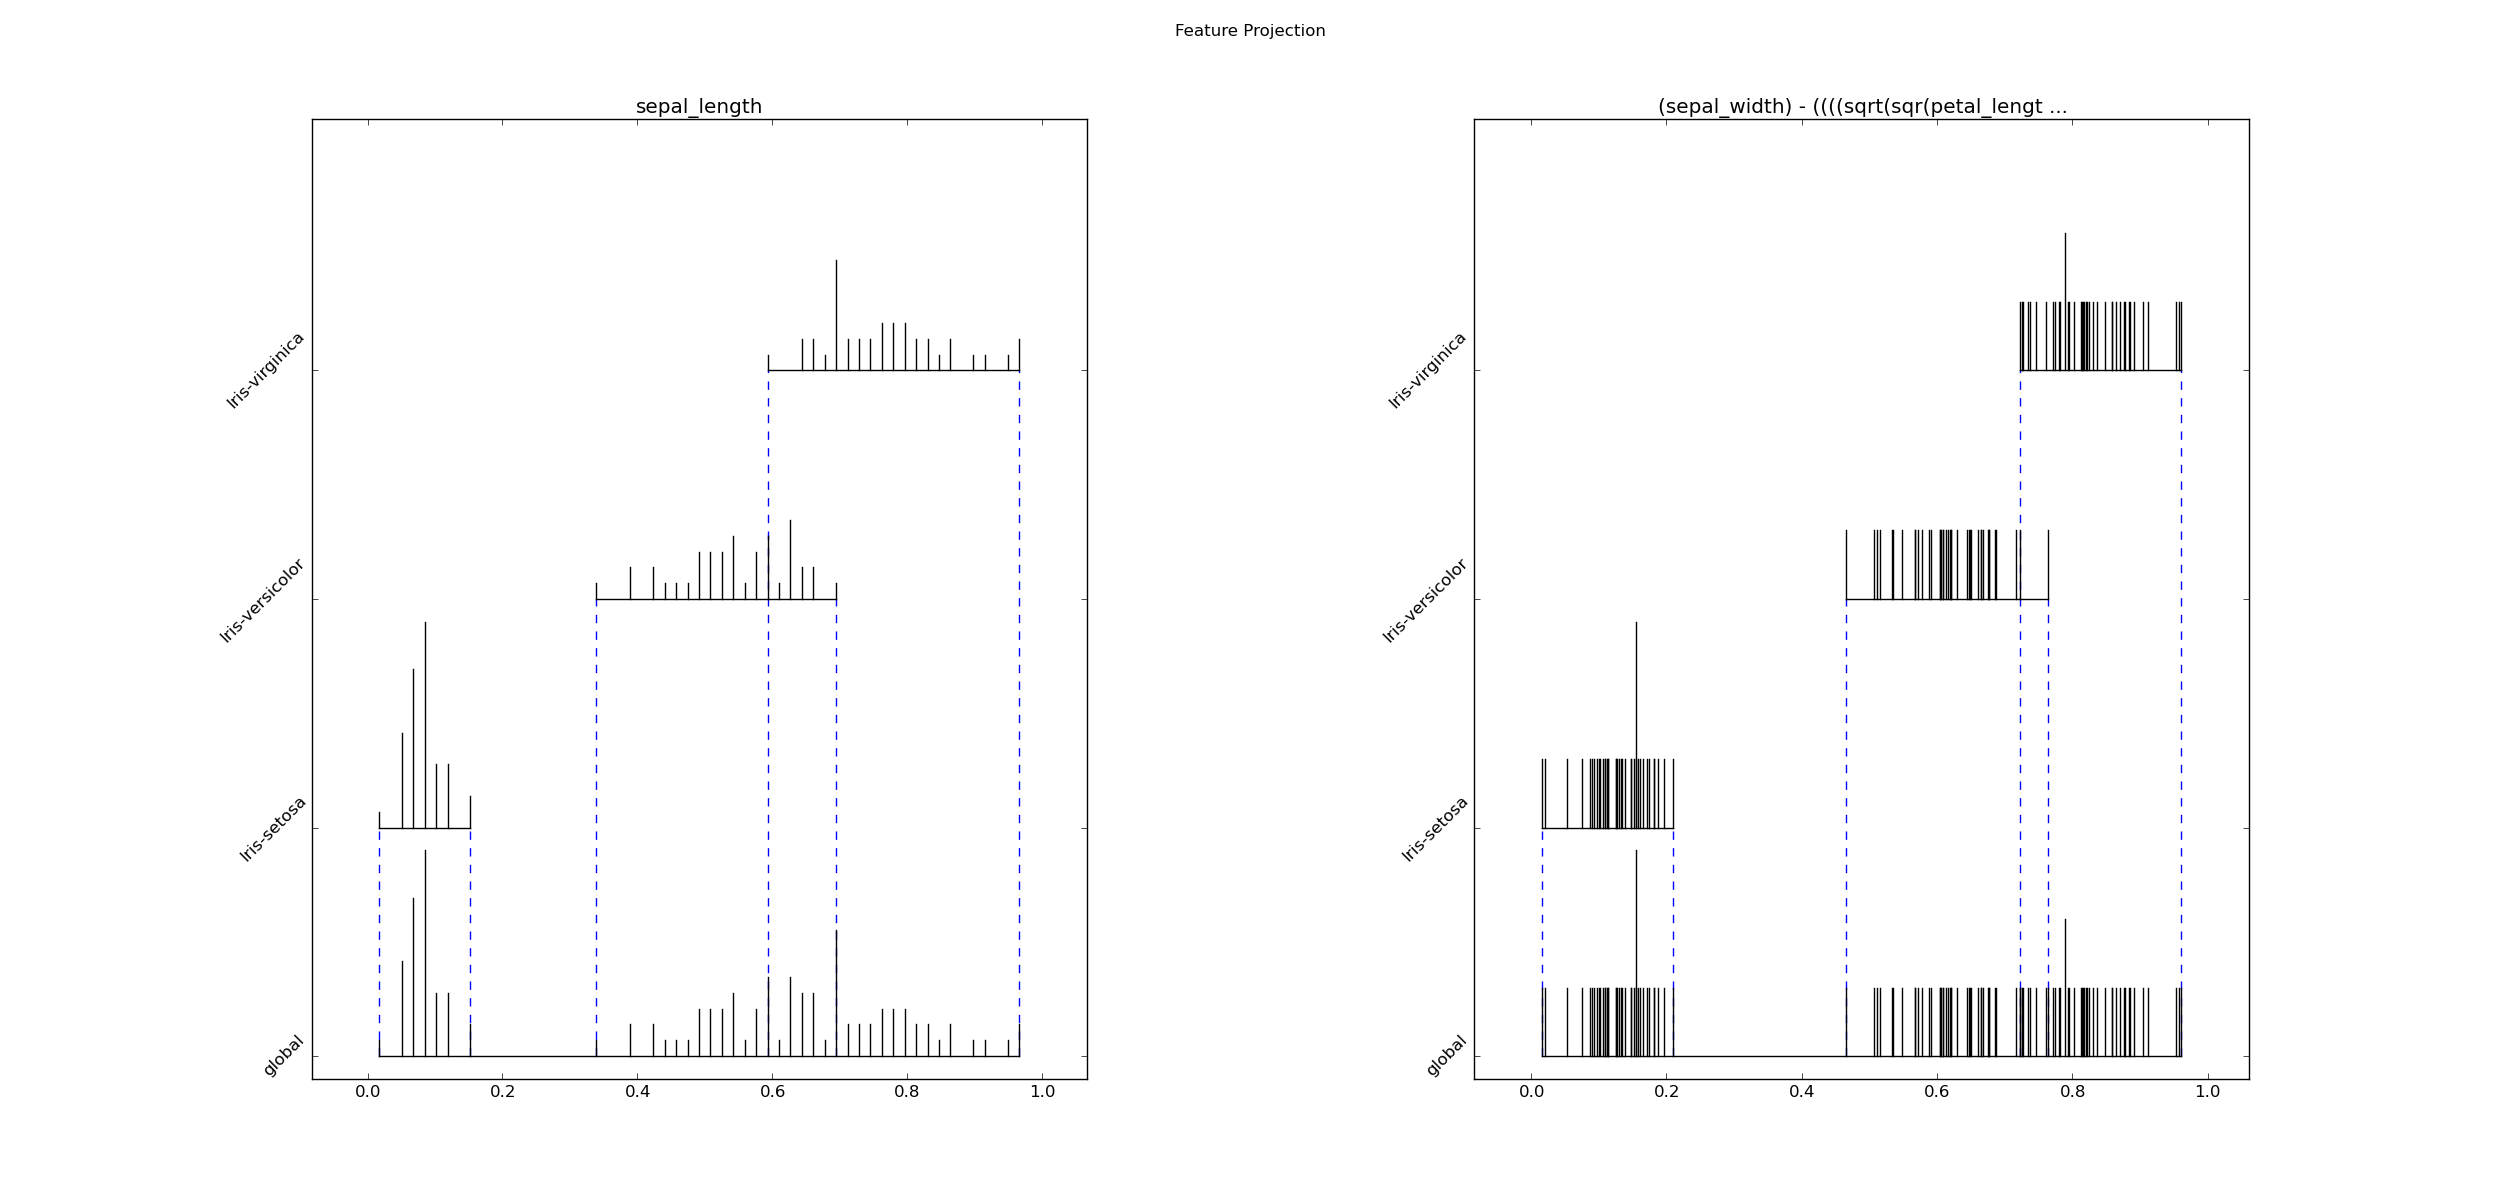 Feature Projection
sepal_length
Iris-virginica
Iris-versicolor
Iris-setosa
global
0.0 0.2 0.4 0.6 0.8 1.0
(sepal_width) - ((((sqrt(sqr(petal_lengt ...
Iris-virginica
Iris-versicolor
Iris-setosa
global
0.0 0.2 0.4 0.6 0.8 1.0